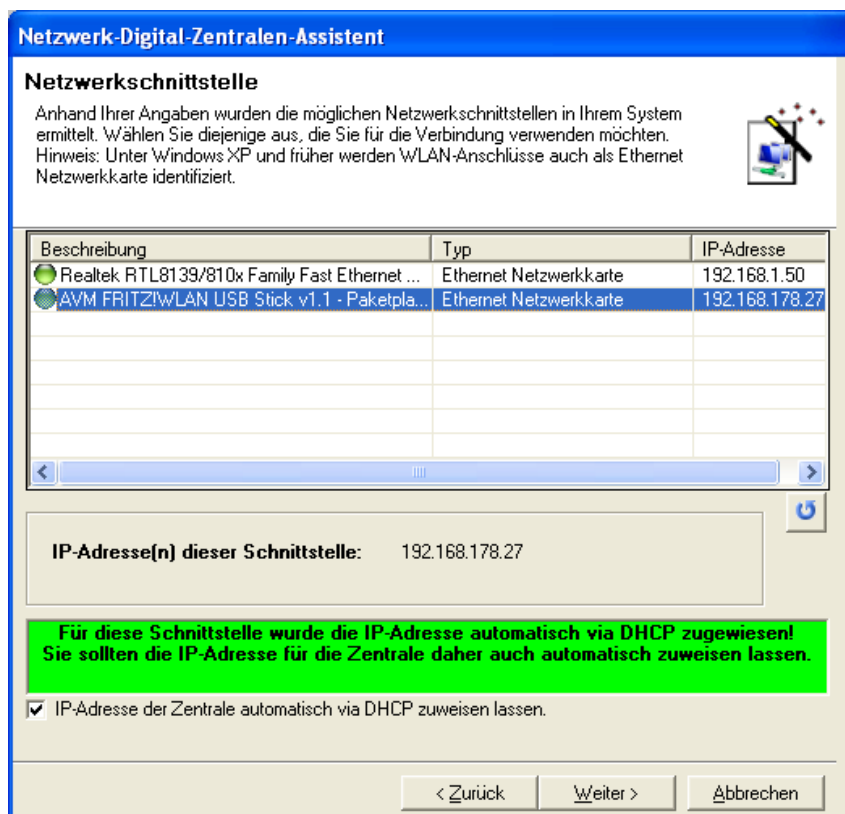 Netzwerk-Digital-Zentralen-Assistent
Netzwerkschnittstelle
Anhand Ihrer Angaben wurden die möglichen Netzwerkschnittstellen in Ihrem System
ermittelt. Wählen Sie diejenige aus, die Sie für die Verbindung verwenden möchten.
Hinweis: Unter Windows XP und früher werden WLAN-Anschlüsse auch als Ethernet
Netzwerkkarte identifiziert.
Beschreibung Typ IP-Adresse
Realtek RTL8139/810x Family Fast Ethernet ... Ethernet Netzwerkkarte 192.168.1.50
AVM FRITZ!WLAN USB Stick v1.1 - Paketpla... Ethernet Netzwerkkarte 192.168.178.27
IP-Adresse(n) dieser Schnittstelle: 192.168.178.27
Für diese Schnittstelle wurde die IP-Adresse automatisch via DHCP zugewiesen!
Sie sollten die IP-Adresse für die Zentrale daher auch automatisch zuweisen lassen.
IP-Adresse der Zentrale automatisch via DHCP zuweisen lassen.
< Zurück Weiter > Abbrechen